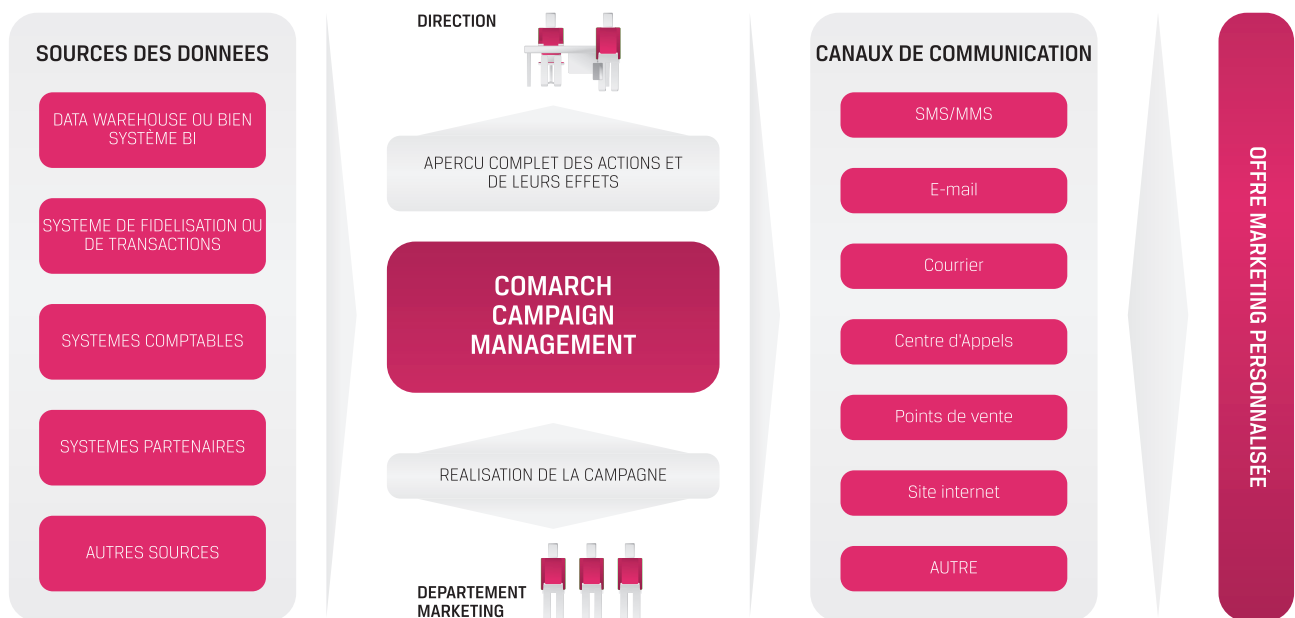 SOURCES DES DONNEES
DATA WAREHOUSE OU BIEN
SYSTÈME BI
SYSTEME DE FIDELISATION OU
DE TRANSACTIONS
SYSTEMES COMPTABLES
SYSTEMES PARTENAIRES
AUTRES SOURCES
DIRECTION
APERCU COMPLET DES ACTIONS ET
DE LEURS EFFETS
COMARCH
CAMPAIGN
MANAGEMENT
REALISATION DE LA CAMPAGNE
DEPARTEMENT
MARKETING
CANAUX DE COMMUNICATION
SMS/MMS
E-mail
Courrier
Centre d'Appels
Points de vente
Site internet
AUTRE
OFFRE MARKETING PERSONNALISÉE